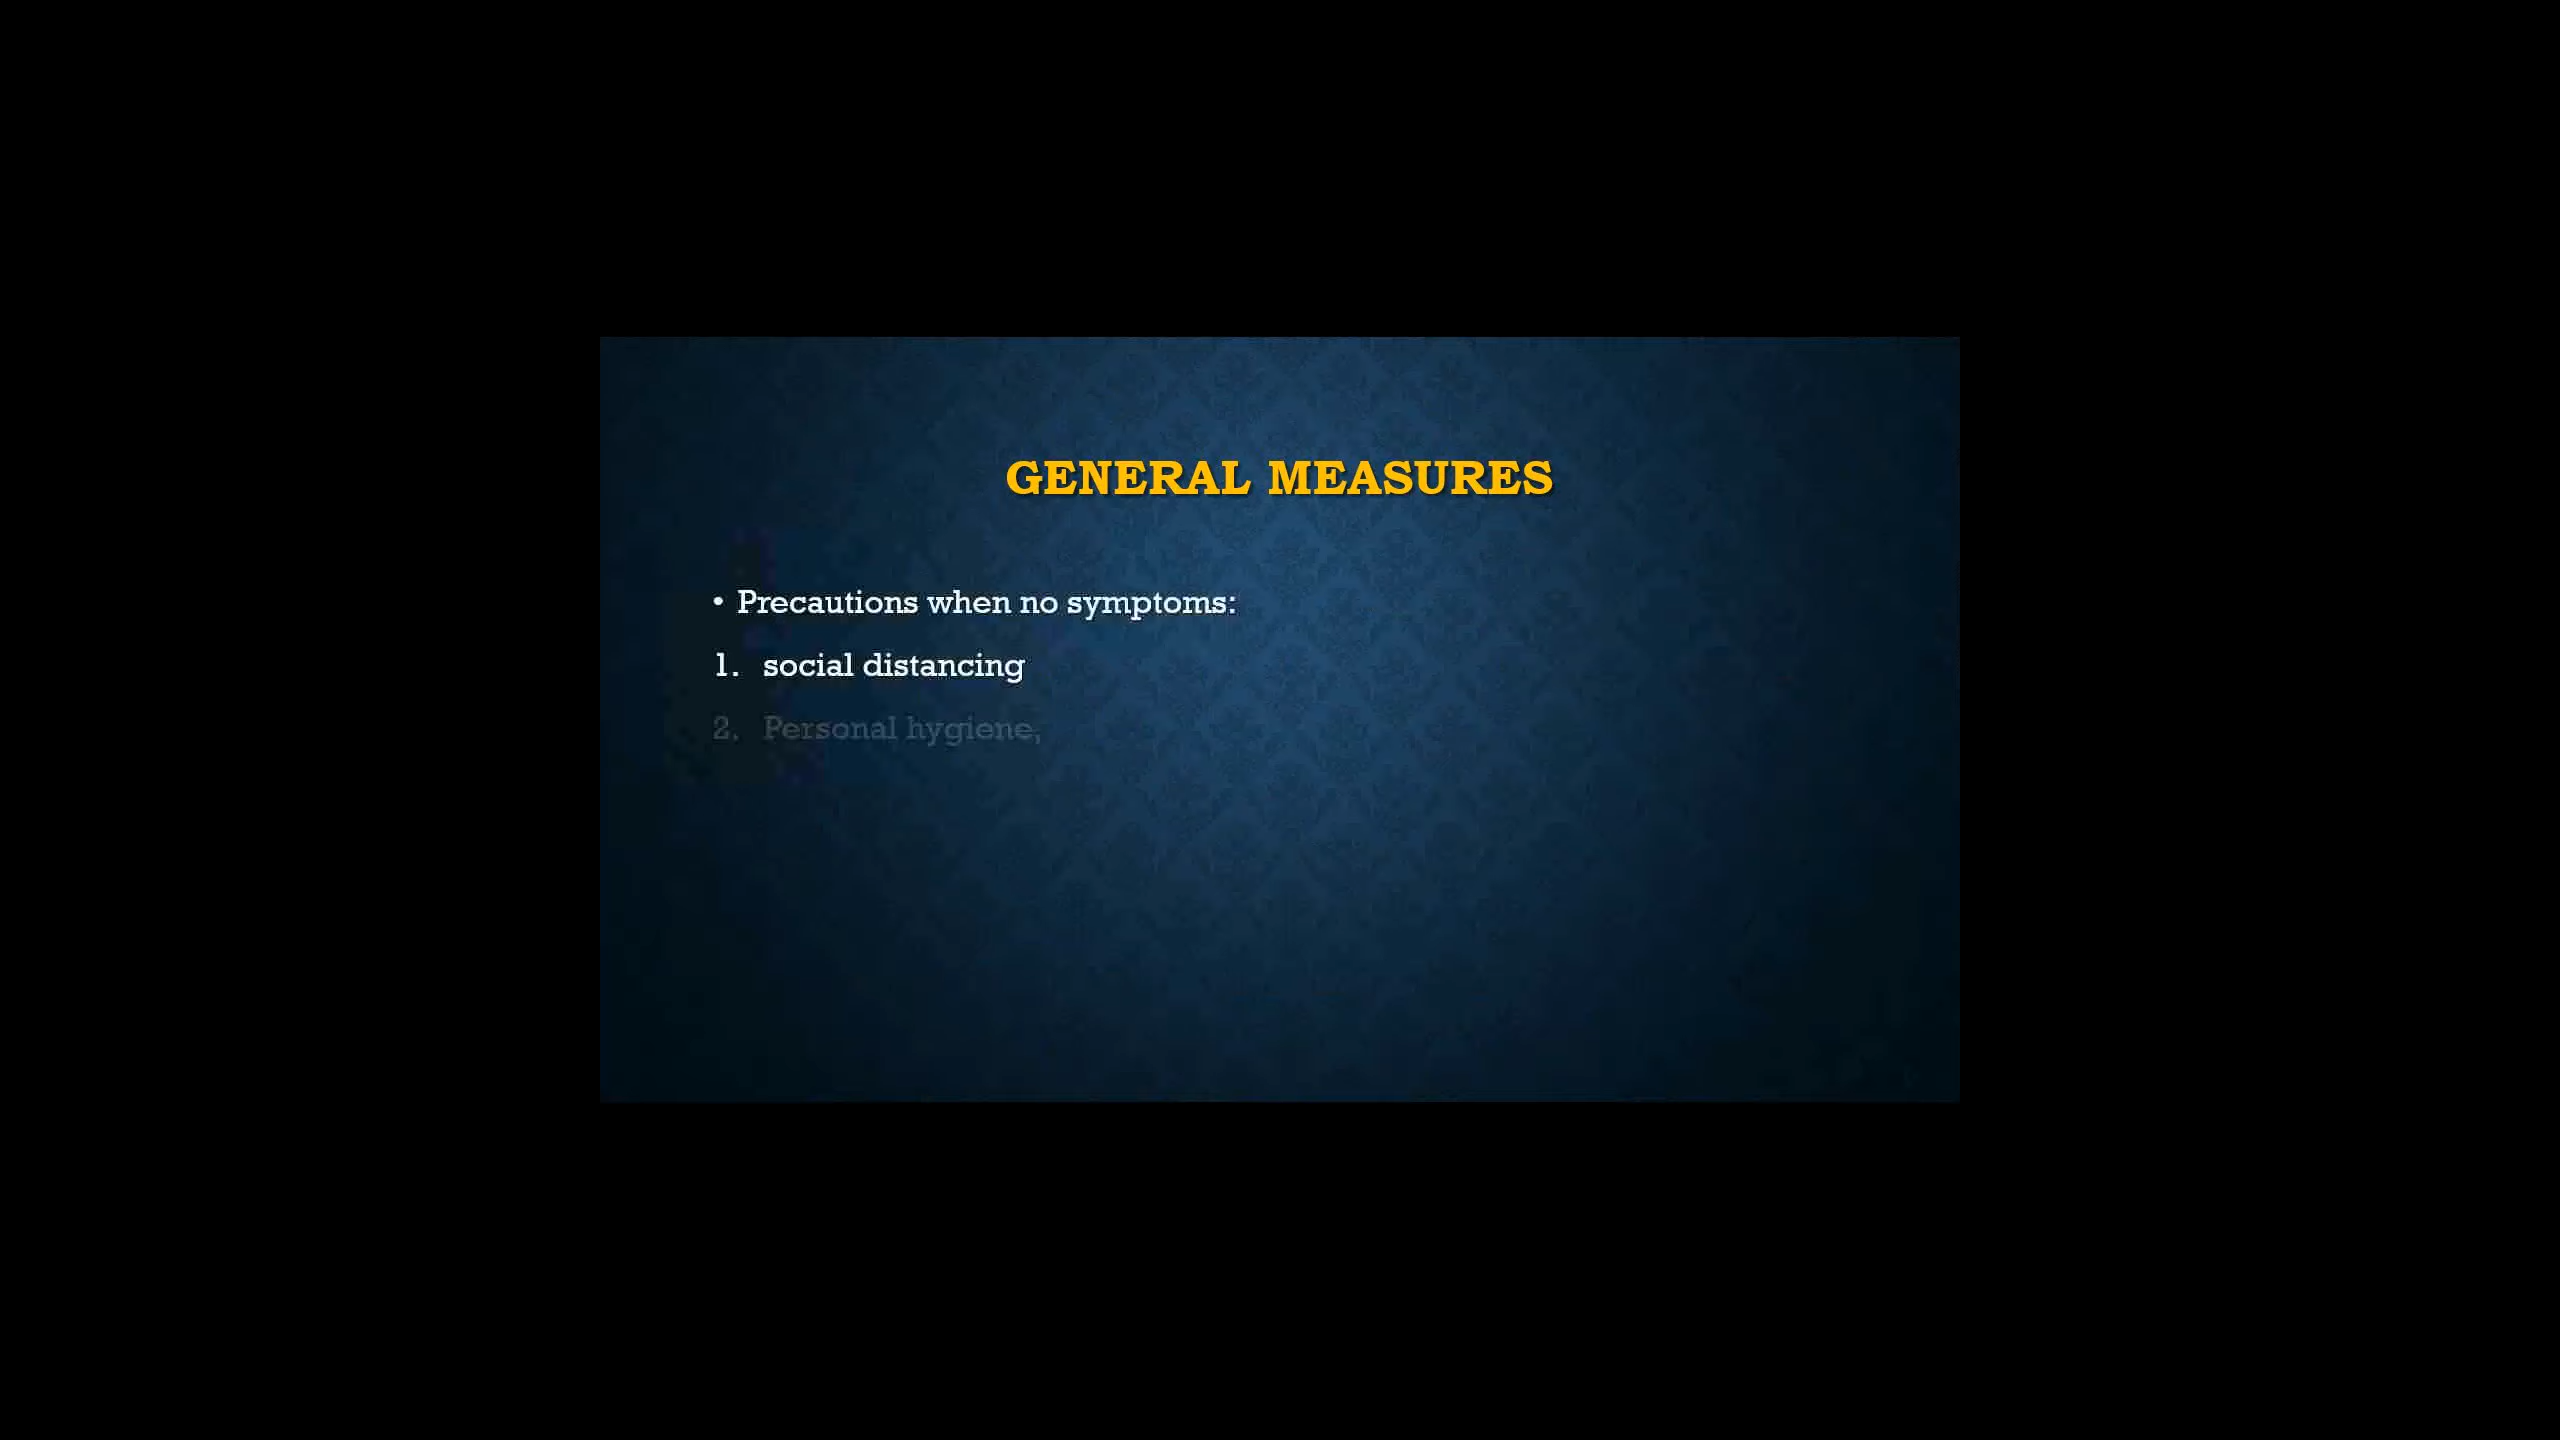 GENERAL MEASURES
• Precautions when no symptoms:
1. social distancing
2. Personal hygiene,